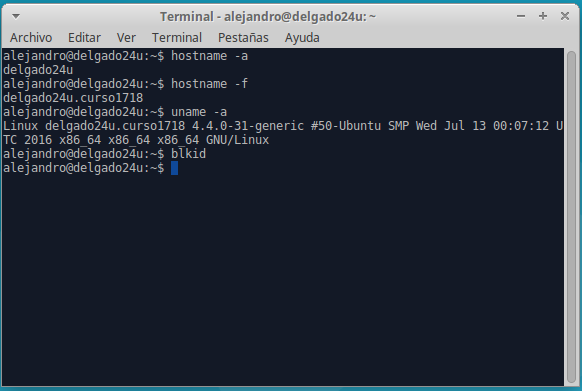 Terminal - alejandro@delgado24u: ~
Archivo Editar Ver Terminal Pestañas Ayuda
alejandro@delgado24u:~$ hostname -a
delgado24u
alejandro@delgado24u:~$ hostname -f
delgado24u.curso1718
alejandro@delgado24u:~$ uname -a
Linux delgado24u.curso1718 4.4.0-31-generic #50-Ubuntu SMP Wed Jul 13 00:07:12 U
TC 2016 x86_64 x86_64 x86_64 GNU/Linux
alejandro@delgado24u:~$ blkid
alejandro@delgado24u:~$